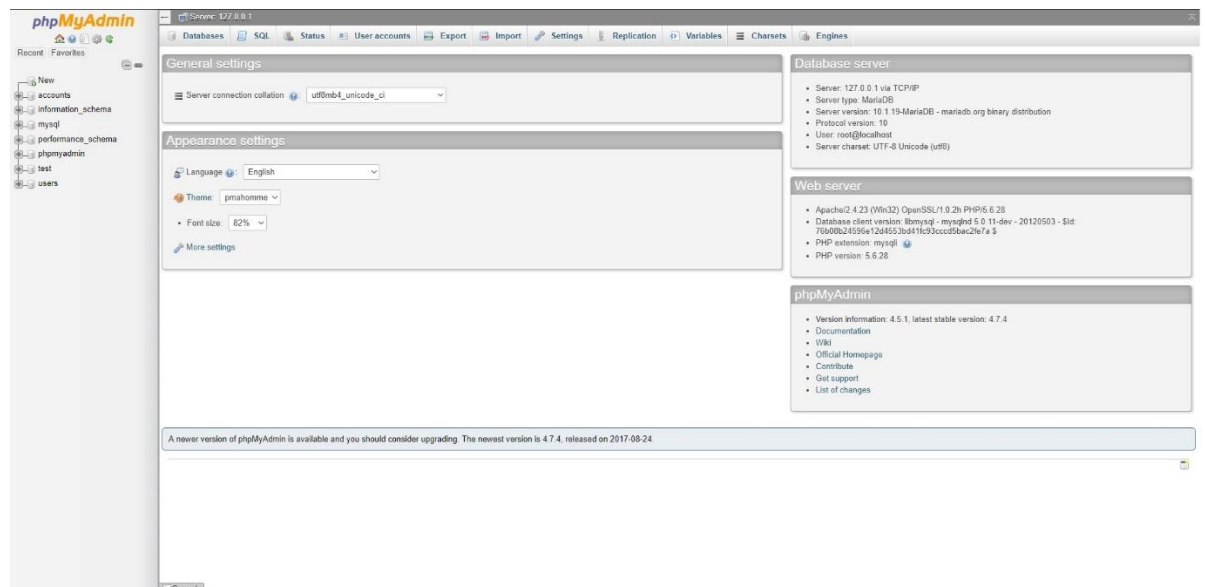 phpMyAdmin
Recent Favorites
New
accounts
information_schema
mysql
performance_schema
phpmyadmin
test
users
Server: 127.0.0.1
Databases SQL Status User accounts Export Import Settings Replication Variables Charsets Engines
General settings
Server connection collation : utf8mb4_unicode_ci
Appearance settings
Language : English
Theme: pmahomme
• Font size: 82%
More settings
Database server
• Server: 127.0.0.1 via TCP/IP
• Server type: MariaDB
• Server version: 10.1.19-MariaDB - mariadb.org binary distribution
• Protocol version: 10
• User: root@localhost
• Server charset: UTF-8 Unicode (utf8)
Web server
• Apache/2.4.23 (Win32) OpenSSL/1.0.2h PHP/5.6.28
• Database client version: libmysql - mysqlnd 5.0.11-dev - 20120503 - $Id:
76b08b24596e12d4553bd41fc93cccd5bac2fe7a $
• PHP extension: mysqli
• PHP version: 5.6.28
phpMyAdmin
• Version information: 4.5.1, latest stable version: 4.7.4
• Documentation
• Wiki
• Official Homepage
• Contribute
• Get support
• List of changes
A newer version of phpMyAdmin is available and you should consider upgrading. The newest version is 4.7.4, released on 2017-08-24.